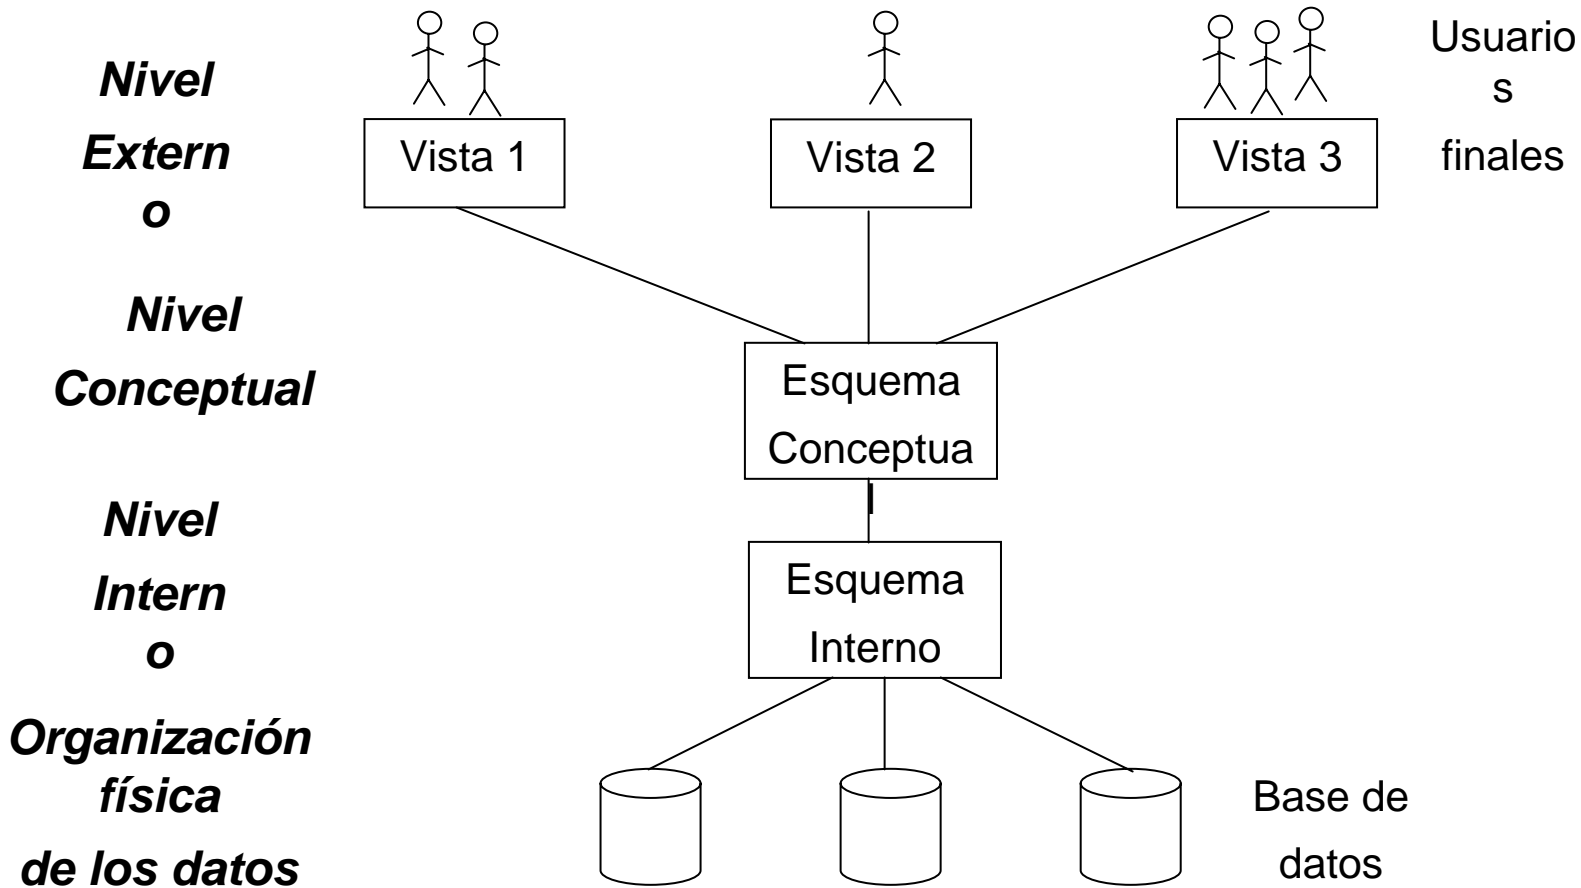 Usuario
s
finales
Nivel
Extern
o
Vista 1
Vista 2
Vista 3
Nivel
Conceptual
Esquema
Conceptua
l
Nivel
Intern
o
Esquema
Interno
Organización
física
de los datos
Base de
datos